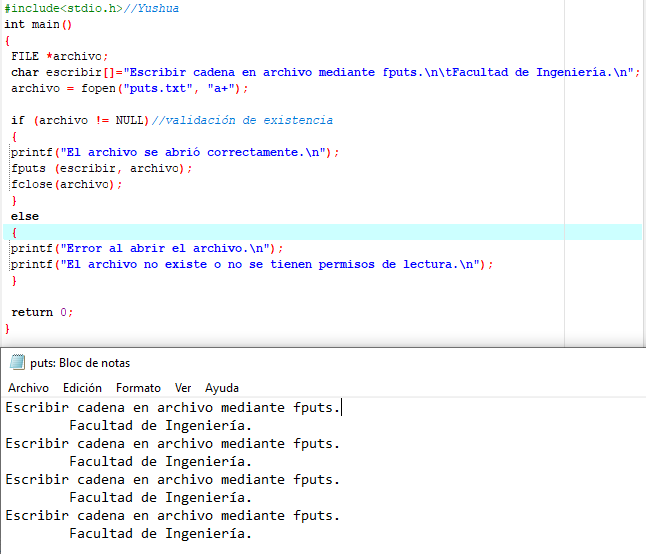 #include<stdio.h>//Yushua
int main()
{
FILE *archivo;
char escribir[]="Escribir cadena en archivo mediante fputs.\n\tFacultad de Ingeniería.\n";
archivo = fopen("puts.txt", "a+");
if (archivo != NULL)//validación de existencia
{
printf("El archivo se abrió correctamente.\n");
fputs (escribir, archivo);
fclose(archivo);
}
else
{
printf("Error al abrir el archivo.\n");
printf("El archivo no existe o no se tienen permisos de lectura.\n");
}
return 0;
}
puts: Bloc de notas
Archivo Edición Formato Ver Ayuda
Escribir cadena en archivo mediante fputs.
Facultad de Ingeniería.
Escribir cadena en archivo mediante fputs.
Facultad de Ingeniería.
Escribir cadena en archivo mediante fputs.
Facultad de Ingeniería.
Escribir cadena en archivo mediante fputs.
Facultad de Ingeniería.